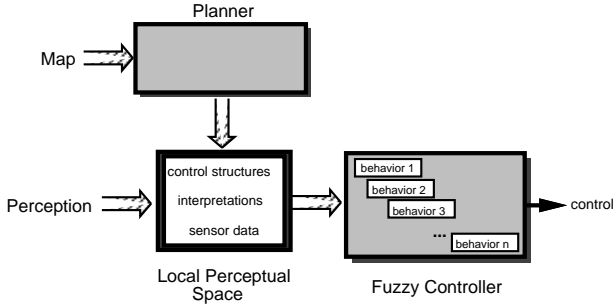 Planner
Map
control structures
interpretations
sensor data
Perception
behavior 1
behavior 2
behavior 3
...
behavior n
control
Local Perceptual
Space
Fuzzy Controller